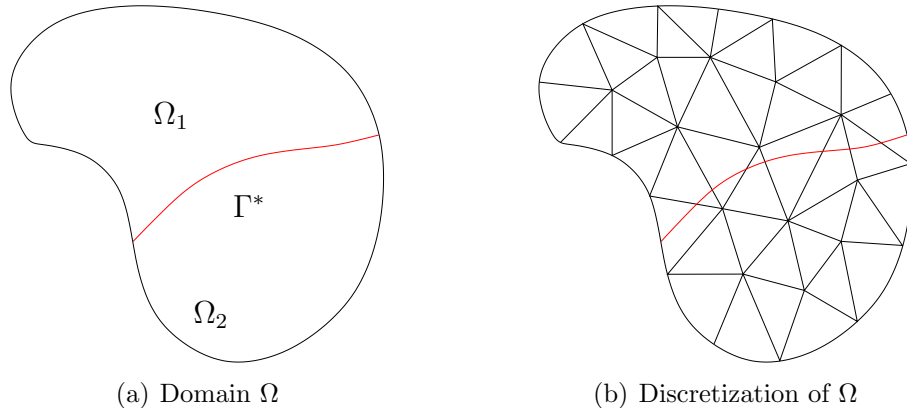 Ω₁
Γ*
Ω₂
(a) Domain Ω
(b) Discretization of Ω